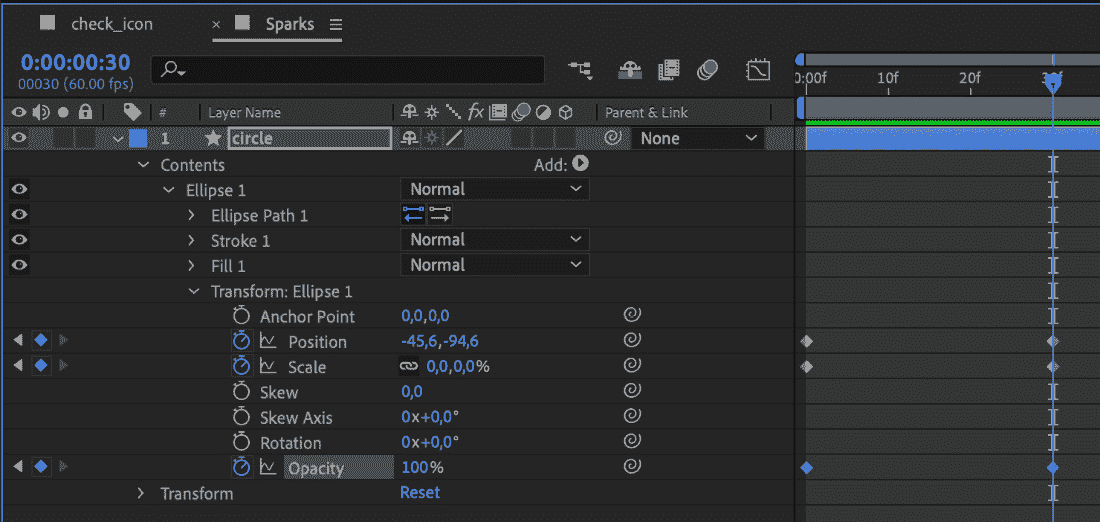 check_icon × Sparks
0:00:00:30
00030 (60.00 fps)
0:00f 10f 20f
# Layer Name fx Parent & Link
1 circle None
Contents Add:
Ellipse 1 Normal
Ellipse Path 1
Stroke 1 Normal
Fill 1 Normal
Transform: Ellipse 1
Anchor Point 0,0,0,0
Position -45,6,-94,6
Scale 0,0,0,0%
Skew 0,0
Skew Axis 0x+0,0°
Rotation 0x+0,0°
Opacity 100%
Transform Reset